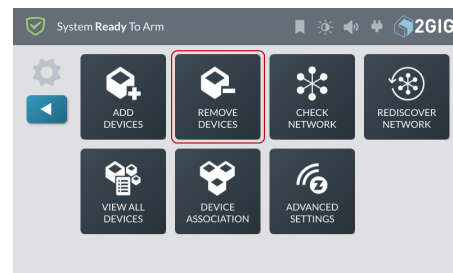 System Ready To Arm
2GIG
ADD
DEVICES
REMOVE
DEVICES
CHECK
NETWORK
REDISCOVER
NETWORK
VIEW ALL
DEVICES
DEVICE
ASSOCIATION
ADVANCED
SETTINGS
Z